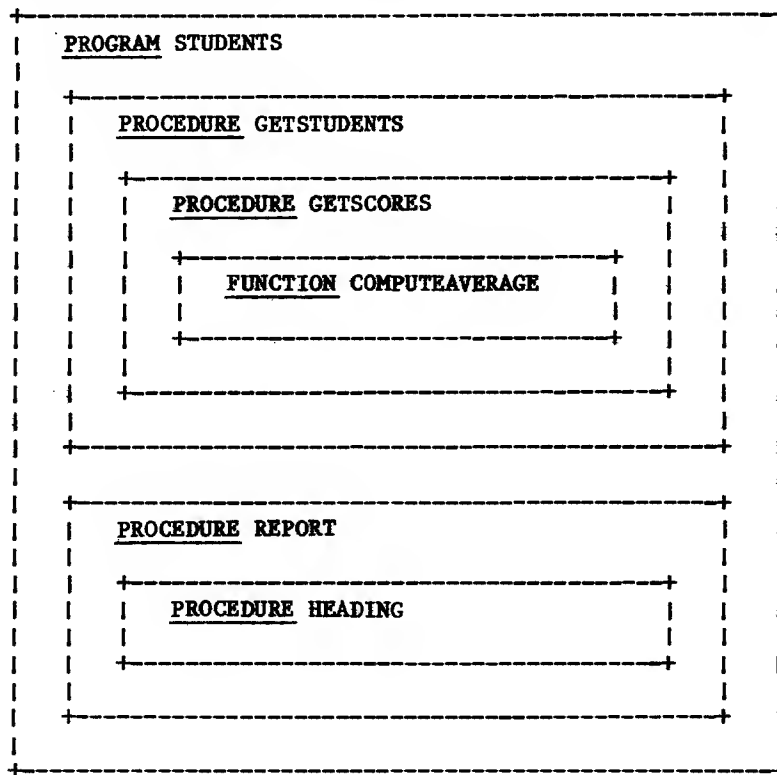 PROGRAM STUDENTS
PROCEDURE GETSTUDENTS
PROCEDURE GETSCORES
FUNCTION COMPUTEAVERAGE
PROCEDURE REPORT
PROCEDURE HEADING